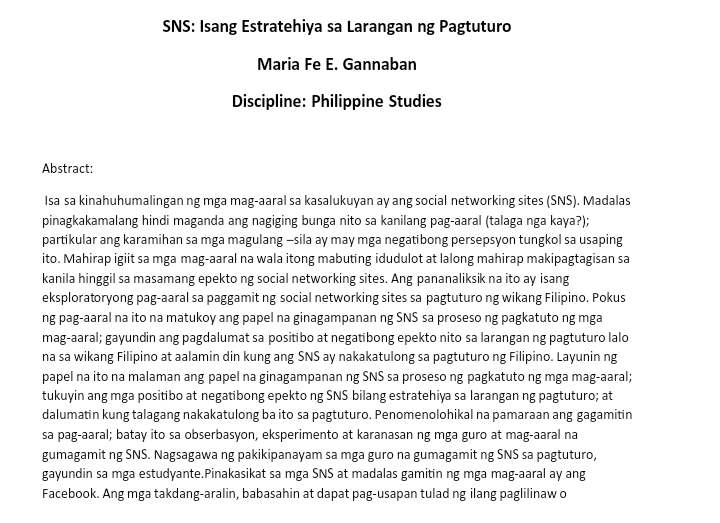 SNS: Isang Estratehiya sa Larangan ng Pagtuturo
Maria Fe E. Gannaban
Discipline: Philippine Studies
Abstract:
Isa sa kinahuhumalingan ng mga mag-aaral sa kasalukuyan ay ang social networking sites (SNS). Madalas
pinagkakamalang hindi maganda ang nagiging bunga nito sa kanilang pag-aaral (talaga nga kaya?);
partikular ang karamihan sa mga magulang –sila ay may mga negatibong persepsyon tungkol sa usaping
ito. Mahirap igiit sa mga mag-aaral na wala itong mabuting idudulot at lalong mahirap makipagtagisan sa
kanila hinggil sa masamang epekto ng social networking sites. Ang pananaliksik na ito ay isang
eksploratoryong pag-aaral sa paggamit ng social networking sites sa pagtuturo ng wikang Filipino. Pokus
ng pag-aaral na ito na matukoy ang papel na ginagampanan ng SNS sa proseso ng pagkatuto ng mga
mag-aaral; gayundin ang pagdalumat sa positibo at negatibong epekto nito sa larangan ng pagtuturo lalo
na sa wikang Filipino at aalamin din kung ang SNS ay nakakatulong sa pagtuturo ng Filipino. Layunin ng
papel na ito na malaman ang papel na ginagampanan ng SNS sa proseso ng pagkatuto ng mga mag-aaral;
tukuyin ang mga positibo at negatibong epekto ng SNS bilang estratehiya sa larangan ng pagtuturo; at
dalumatin kung talagang nakakatulong ba ito sa pagtuturo. Penomenolohikal na pamaraan ang gagamitin
sa pag-aaral; batay ito sa obserbasyon, eksperimento at karanasan ng mga guro at mag-aaral na
gumagamit ng SNS. Nagsagawa ng pakikipanayam sa mga guro na gumagamit ng SNS sa pagtuturo,
gayundin sa mga estudyante.Pinakasikat sa mga SNS at madalas gamitin ng mga mag-aaral ay ang
Facebook. Ang mga takdang-aralin, babasahin at dapat pag-usapan tulad ng ilang paglilinaw o